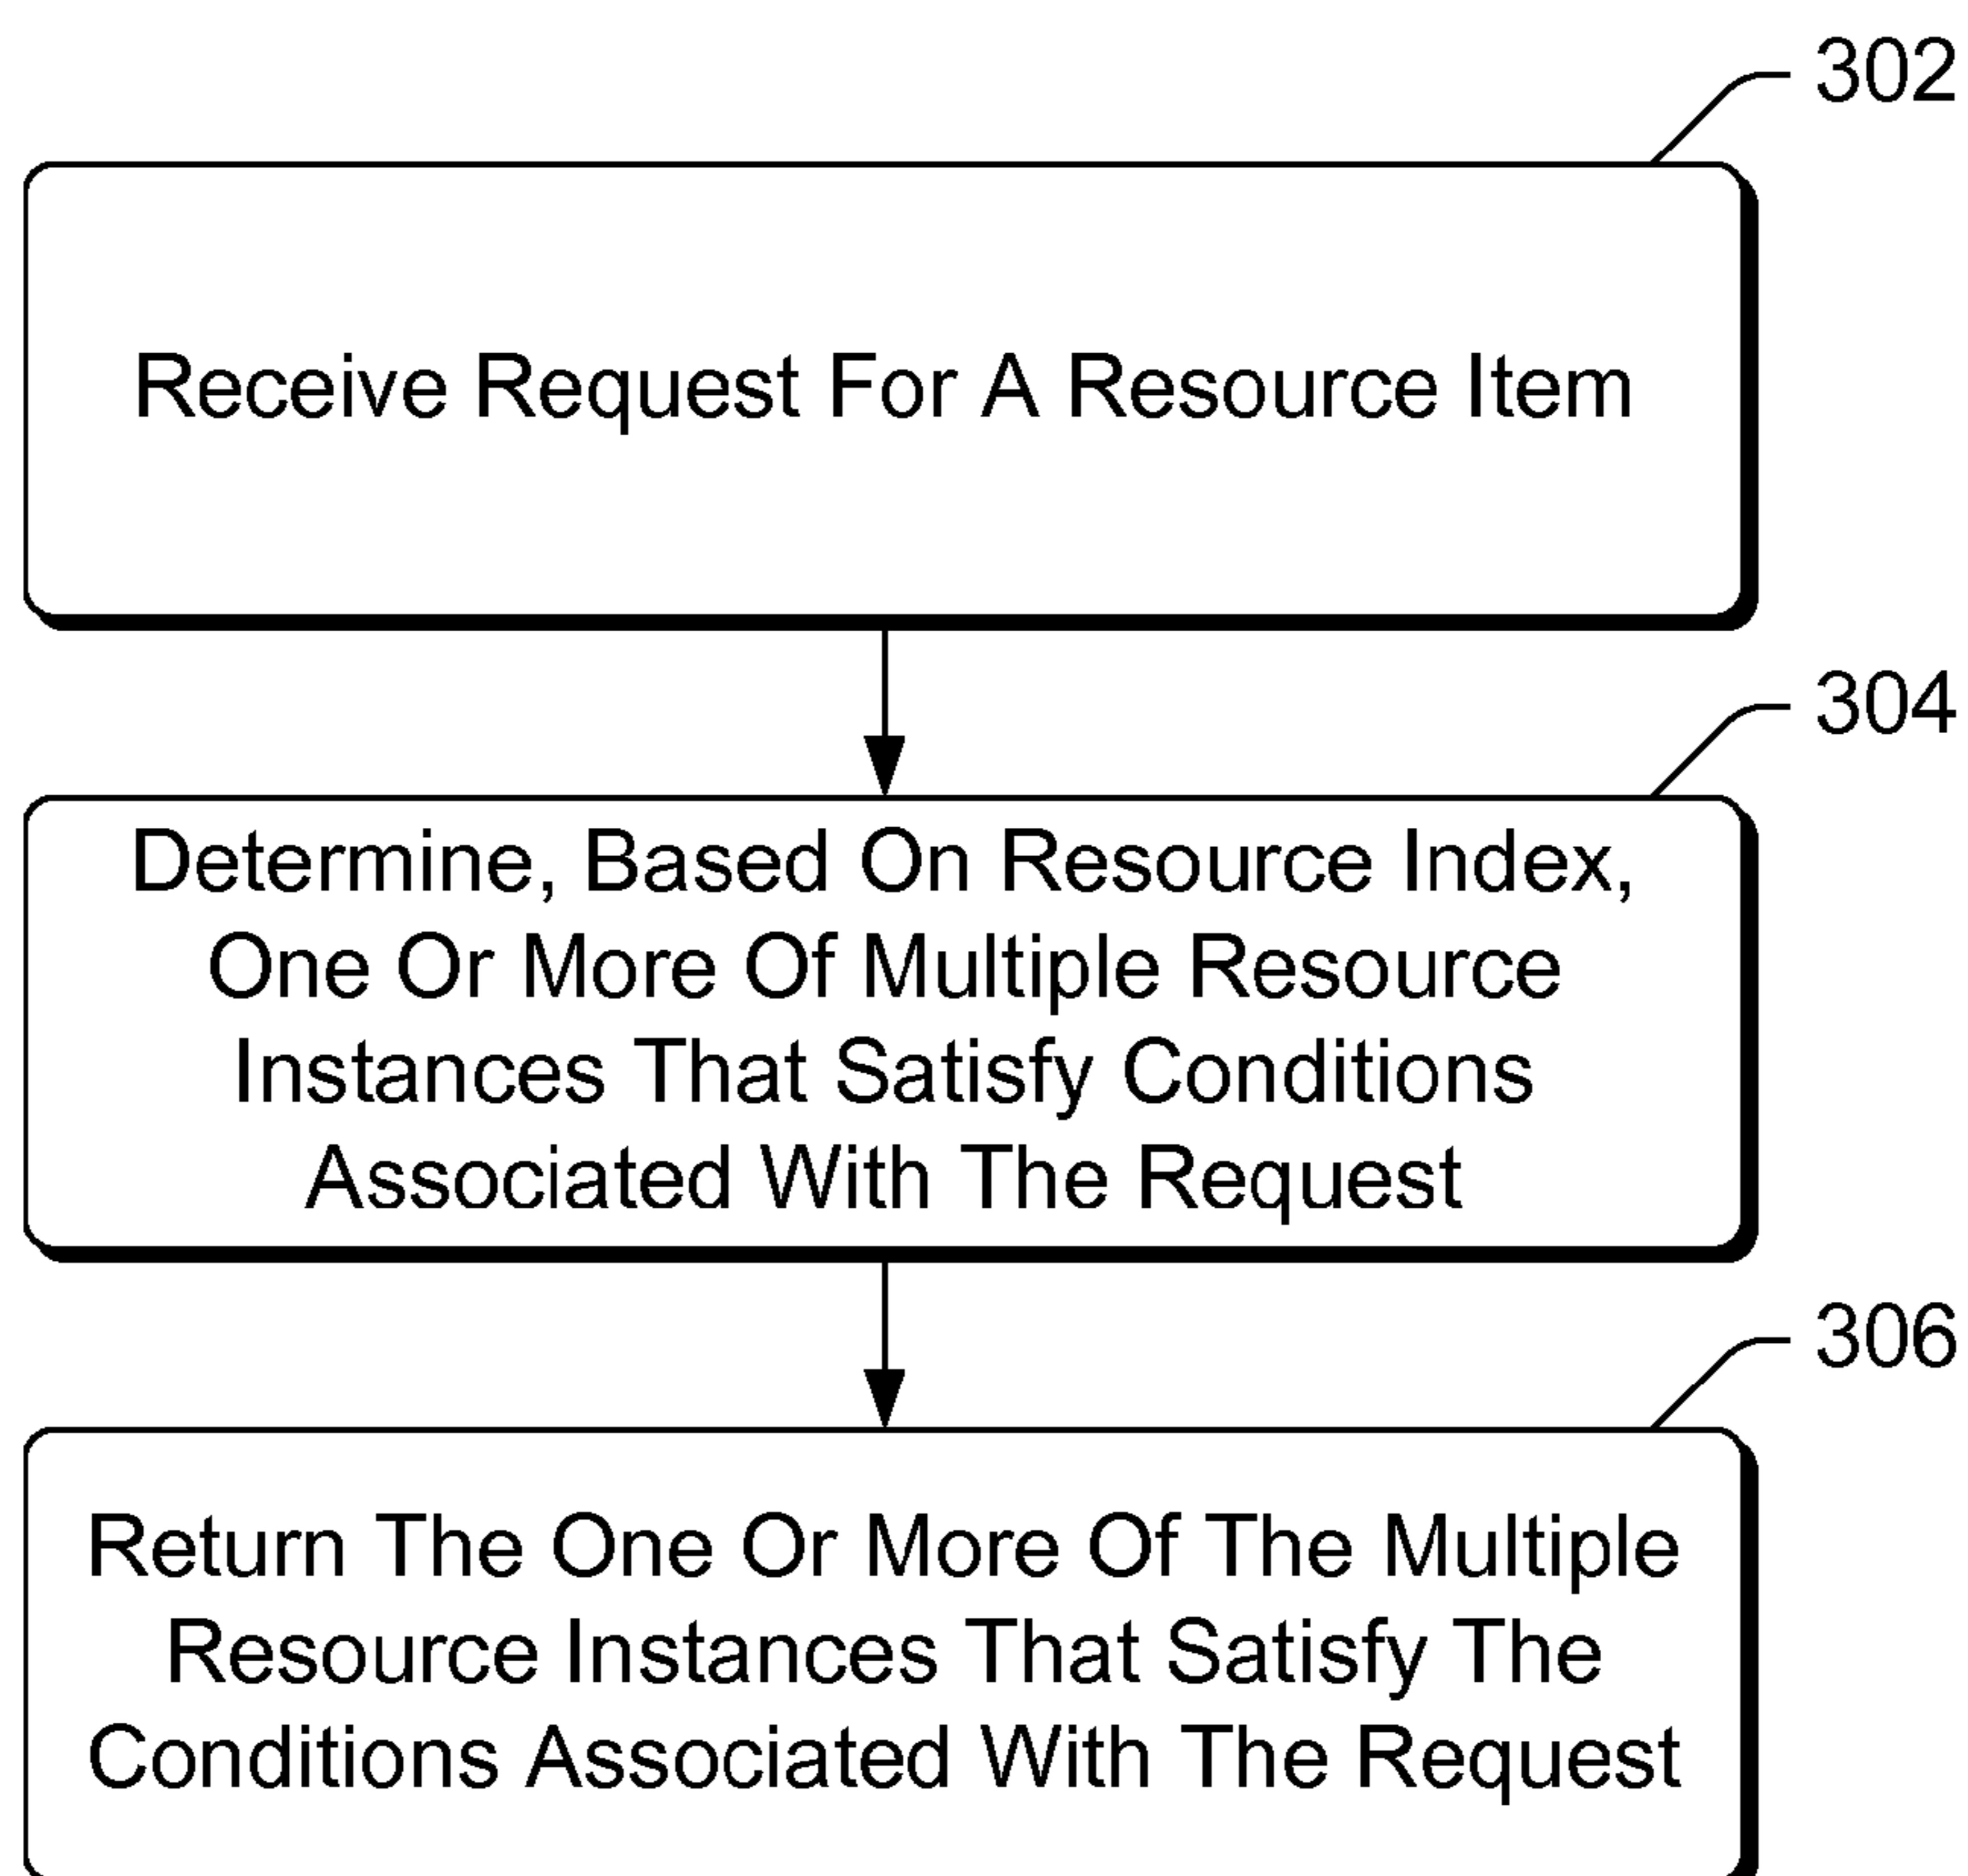 302
Receive Request For A Resource Item
304
Determine, Based On Resource Index,
One Or More Of Multiple Resource
Instances That Satisfy Conditions
Associated With The Request
306
Return The One Or More Of The Multiple
Resource Instances That Satisfy The
Conditions Associated With The Request